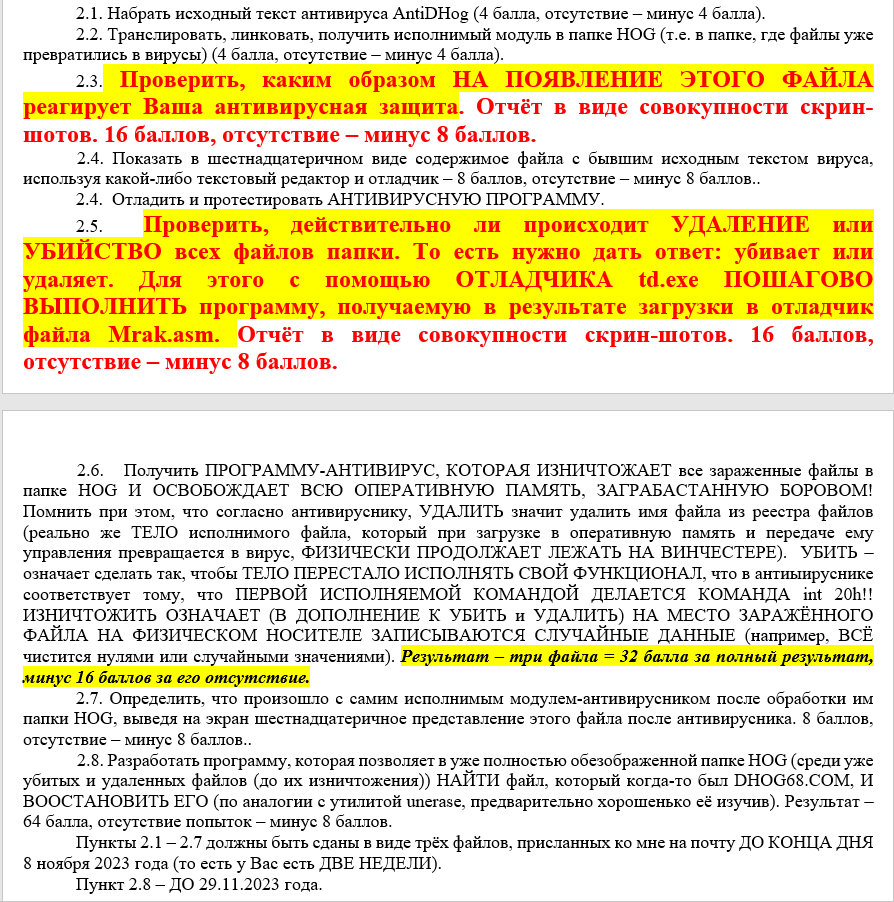 2.1. Набрать исходный текст антивируса AntiDHog (4 балла, отсутствие – минус 4 балла).
2.2. Транслировать, линковать, получить исполнимый модуль в папке HOG (т.е. в папке, где файлы уже
превратились в вирусы) (4 балла, отсутствие – минус 4 балла).
2.3. Проверить, каким образом НА ПОЯВЛЕНИЕ ЭТОГО ФАЙЛА
реагирует Ваша антивирусная защита. Отчёт в виде совокупности скрин-
шотов. 16 баллов, отсутствие – минус 8 баллов.
2.4. Показать в шестнадцатеричном виде содержимое файла с бывшим исходным текстом вируса,
используя какой-либо текстовый редактор и отладчик – 8 баллов, отсутствие – минус 8 баллов..
2.4. Отладить и протестировать АНТИВИРУСНУЮ ПРОГРАММУ.
2.5. Проверить, действительно ли происходит УДАЛЕНИЕ или
УБИЙСТВО всех файлов папки. То есть нужно дать ответ: убивает или
удаляет. Для этого с помощью ОТЛАДЧИКА td.exe ПОШАГОВО
ВЫПОЛНИТЬ программу, получаемую в результате загрузки в отладчик
файла Mrak.asm. Отчёт в виде совокупности скрин-шотов. 16 баллов,
отсутствие – минус 8 баллов.
2.6. Получить ПРОГРАММУ-АНТИВИРУС, КОТОРАЯ ИЗНИЧТОЖАЕТ все зараженные файлы в
папке HOG И ОСВОБОЖДАЕТ ВСЮ ОПЕРАТИВНУЮ ПАМЯТЬ, ЗАГРАБАСТАННУЮ БОРОВОМ!
Помнить при этом, что согласно антивируснику, УДАЛИТЬ значит удалить имя файла из реестра файлов
(реально же ТЕЛО исполнимого файла, который при загрузке в оперативную память и передаче ему
управления превращается в вирус, ФИЗИЧЕСКИ ПРОДОЛЖАЕТ ЛЕЖАТЬ НА ВИНЧЕСТЕРЕ). УБИТЬ –
означает сделать так, чтобы ТЕЛО ПЕРЕСТАЛО ИСПОЛНЯТЬ СВОЙ ФУНКЦИОНАЛ, что в антиыируснике
соответствует тому, что ПЕРВОЙ ИСПОЛНЯЕМОЙ КОМАНДОЙ ДЕЛАЕТСЯ КОМАНДА int 20h!!
ИЗНИЧТОЖИТЬ ОЗНАЧАЕТ (В ДОПОЛНЕНИЕ К УБИТЬ и УДАЛИТЬ) НА МЕСТО ЗАРАЖЁННОГО
ФАЙЛА НА ФИЗИЧЕСКОМ НОСИТЕЛЕ ЗАПИСЫВАЮТСЯ СЛУЧАЙНЫЕ ДАННЫЕ (например, ВСЁ
чистится нулями или случайными значениями). Результат – три файла = 32 балла за полный результат,
минус 16 баллов за его отсутствие.
2.7. Определить, что произошло с самим исполнимым модулем-антивирусником после обработки им
папки HOG, выведя на экран шестнадцатеричное представление этого файла после антивирусника. 8 баллов,
отсутствие – минус 8 баллов..
2.8. Разработать программу, которая позволяет в уже полностью обезображенной папке HOG (среди уже
убитых и удаленных файлов (до их изничтожения)) НАЙТИ файл, который когда-то был DHOG68.COM, И
ВООСТАНОВИТЬ ЕГО (по аналогии с утилитой unerase, предварительно хорошенько её изучив). Результат –
64 балла, отсутствие попыток – минус 8 баллов.
Пункты 2.1 – 2.7 должны быть сданы в виде трёх файлов, присланных ко мне на почту ДО КОНЦА ДНЯ
8 ноября 2023 года (то есть у Вас есть ДВЕ НЕДЕЛИ).
Пункт 2.8 – ДО 29.11.2023 года.